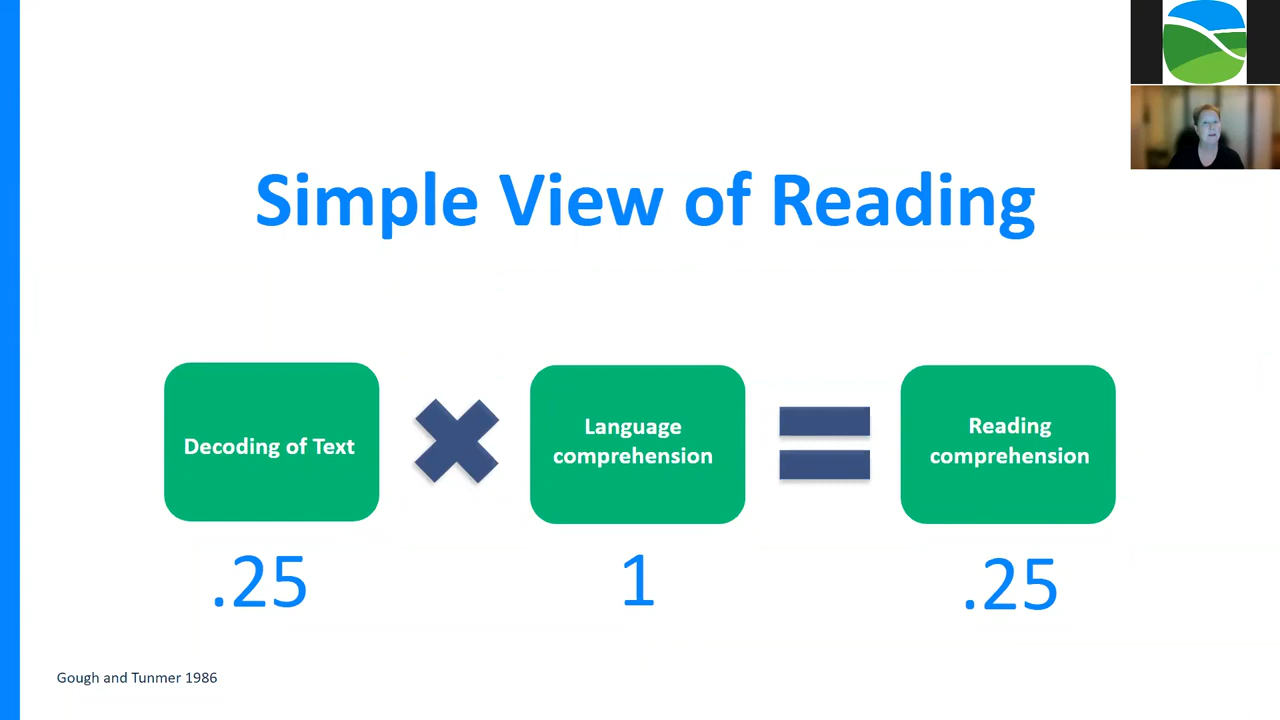 Simple View of Reading
Decoding of Text
Language
comprehension
Reading
comprehension
.25
1
.25
Gough and Tunmer 1986